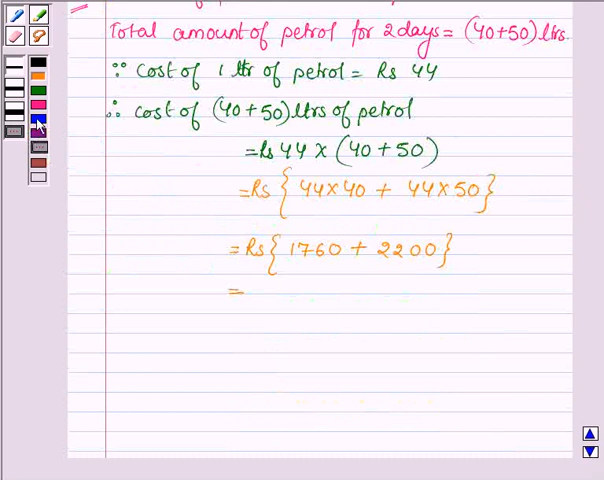 Total amount of petrol for 2 days = (40+50) ltrs.
∵ Cost of 1 ltr of petrol = Rs 44
∴ cost of (40+50) ltrs of petrol
= Rs 44 × (40 + 50)
= Rs { 44×40 + 44×50 }
= Rs { 1760 + 2200 }
=